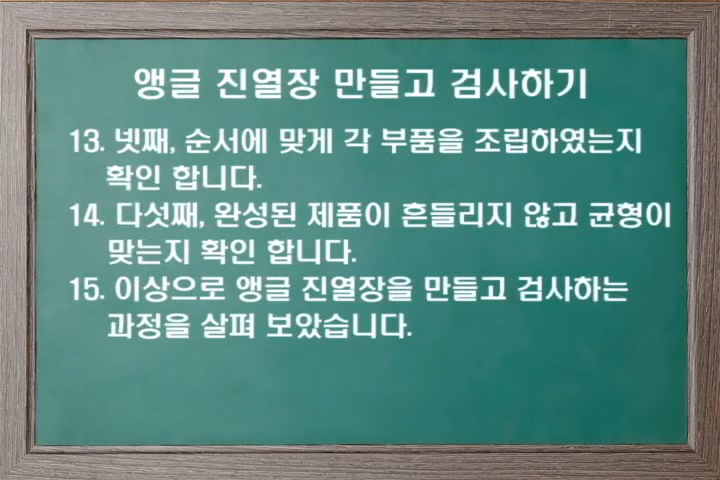 앵글 진열장 만들고 검사하기
13. 넷째, 순서에 맞게 각 부품을 조립하였는지
확인 합니다.
14. 다섯째, 완성된 제품이 흔들리지 않고 균형이
맞는지 확인 합니다.
15. 이상으로 앵글 진열장을 만들고 검사하는
과정을 살펴 보았습니다.